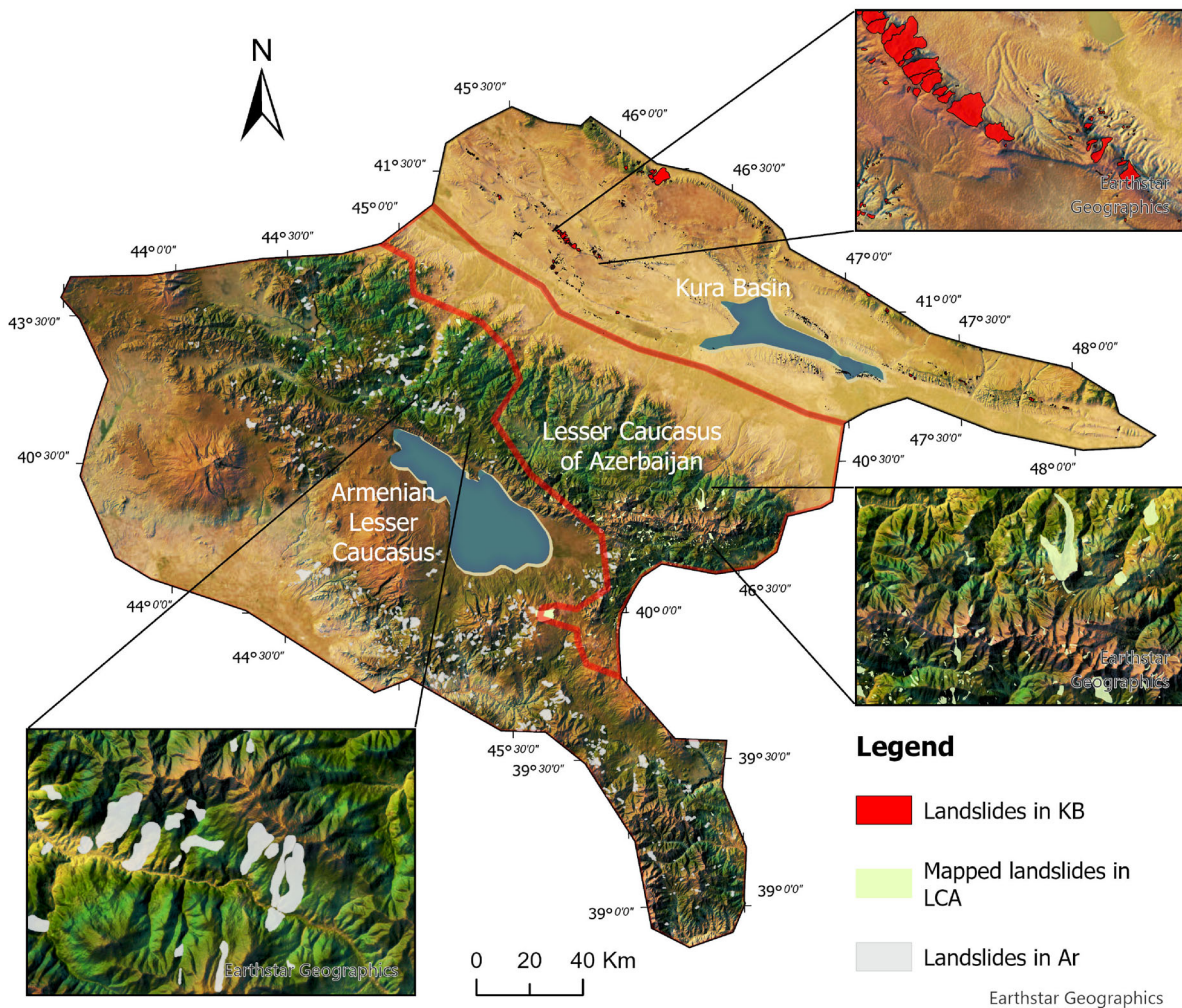 N
45°30'0"
46°0'0"
41°30'0"
46°30'0"
45°0'0"
44°30'0"
44°0'0"
43°30'0"
47°0'0"
41°0'0"
47°30'0"
48°0'0"
Kura Basin
Earthstar
Geographics
Lesser Caucasus
of Azerbaijan
40°30'0"
40°30'0"
47°30'0"
48°0'0"
Armenian
Lesser
Caucasus
46°30'0"
44°0'0"
40°0'0"
44°30'0"
Earthstar
Geographics
45°30'0"
39°30'0"
39°30'0"
39°0'0"
39°0'0"
Earthstar Geographics
0 20 40 Km
Legend
Landslides in KB
Mapped landslides in
LCA
Landslides in Ar
Earthstar Geographics